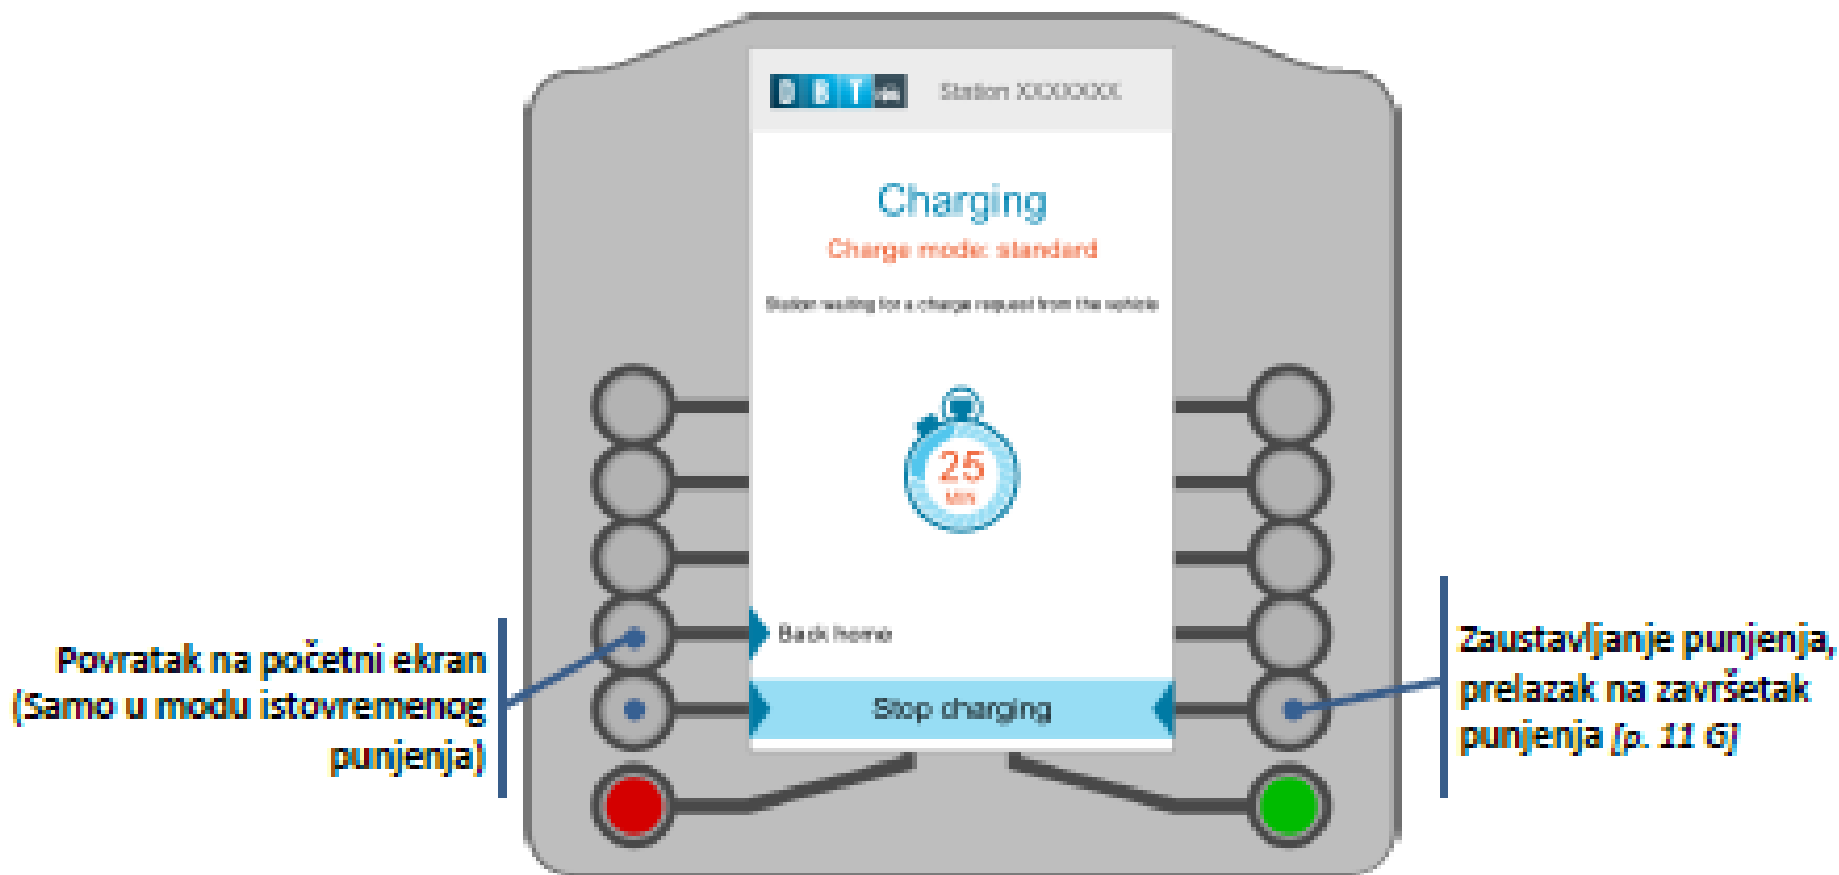 DBT
Station XXXXXXXX
Charging
Charge mode: standard
Station waiting for a charge request from the vehicle
25
MIN
Back home
Stop charging
Povratak na početni ekran
(Samo u modu istovremenog
punjenja)
Zaustavljanje punjenja,
prelazak na završetak
punjenja [p. 11 G]